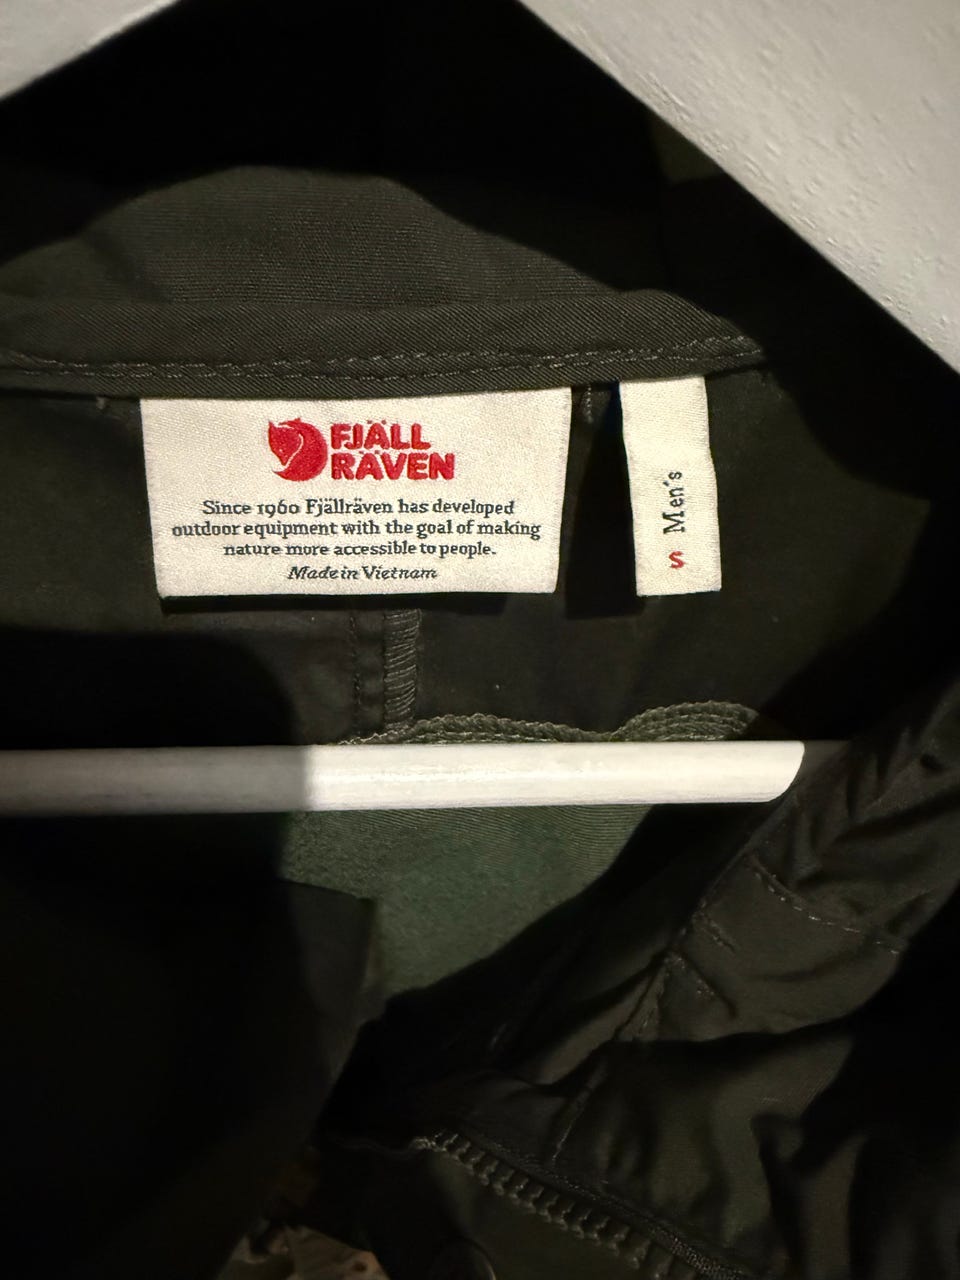 FJÄLL
RÄVEN
Since 1960 Fjällräven has developed
outdoor equipment with the goal of making
nature more accessible to people.
Made in Vietnam
S Men's